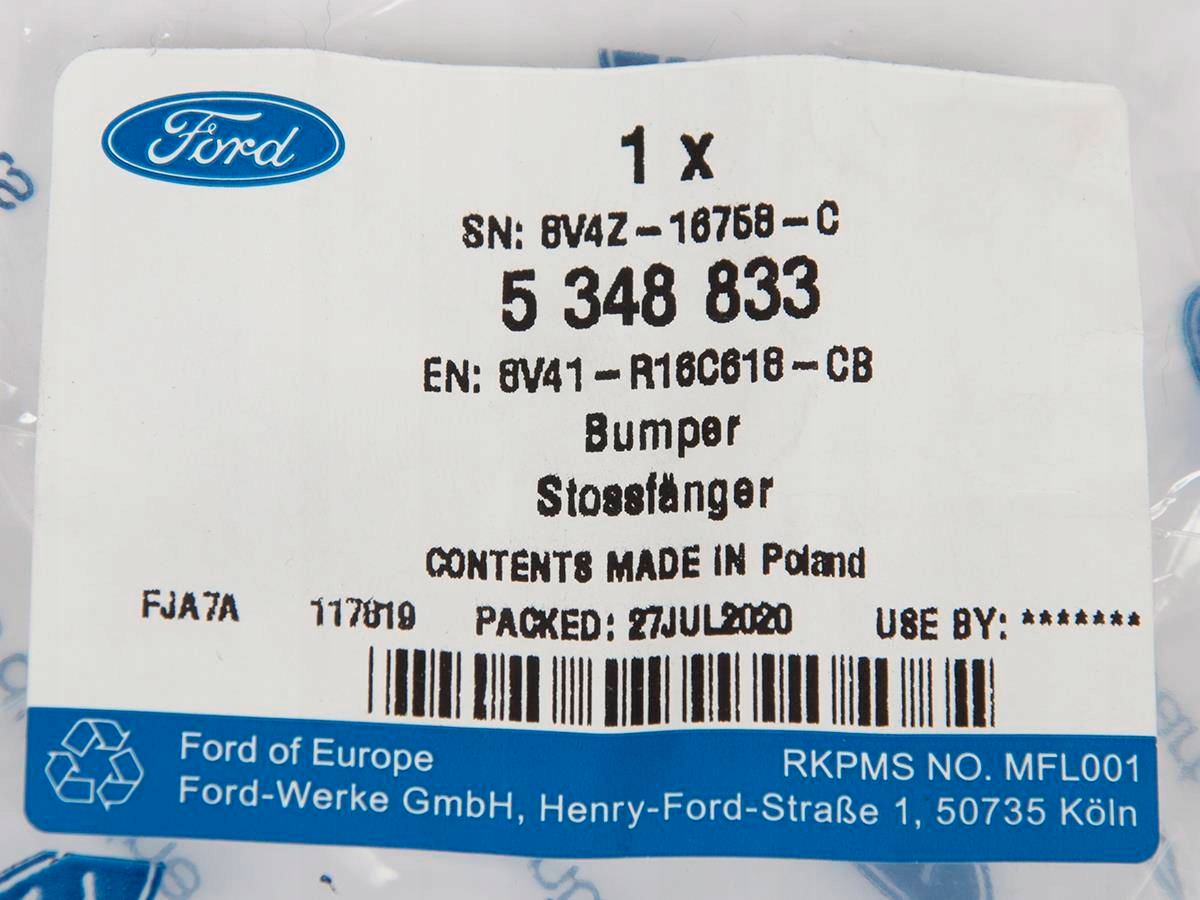 Ford
1 x
SN: 8V4Z-16758-C
5 348 833
EN: 8V41-R16C618-CB
Bumper
Stossfänger
CONTENTS MADE IN Poland
FJA7A 117819 PACKED: 27JUL2020 USE BY: *******
Ford of Europe RKPMS NO. MFL001
Ford-Werke GmbH, Henry-Ford-Straße 1, 50735 Köln